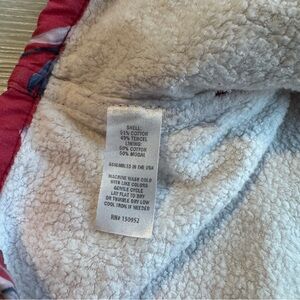 SHELL:
51% COTTON
49% TENCEL
LINING:
50% COTTON
50% MODAL
ASSEMBLED IN THE USA
MACHINE WASH COLD
WITH LIKE COLORS
GENTLE CYCLE
LAY FLAT TO DRY
OR TUMBLE DRY LOW
COOL IRON IF NEEDED
RN# 150952